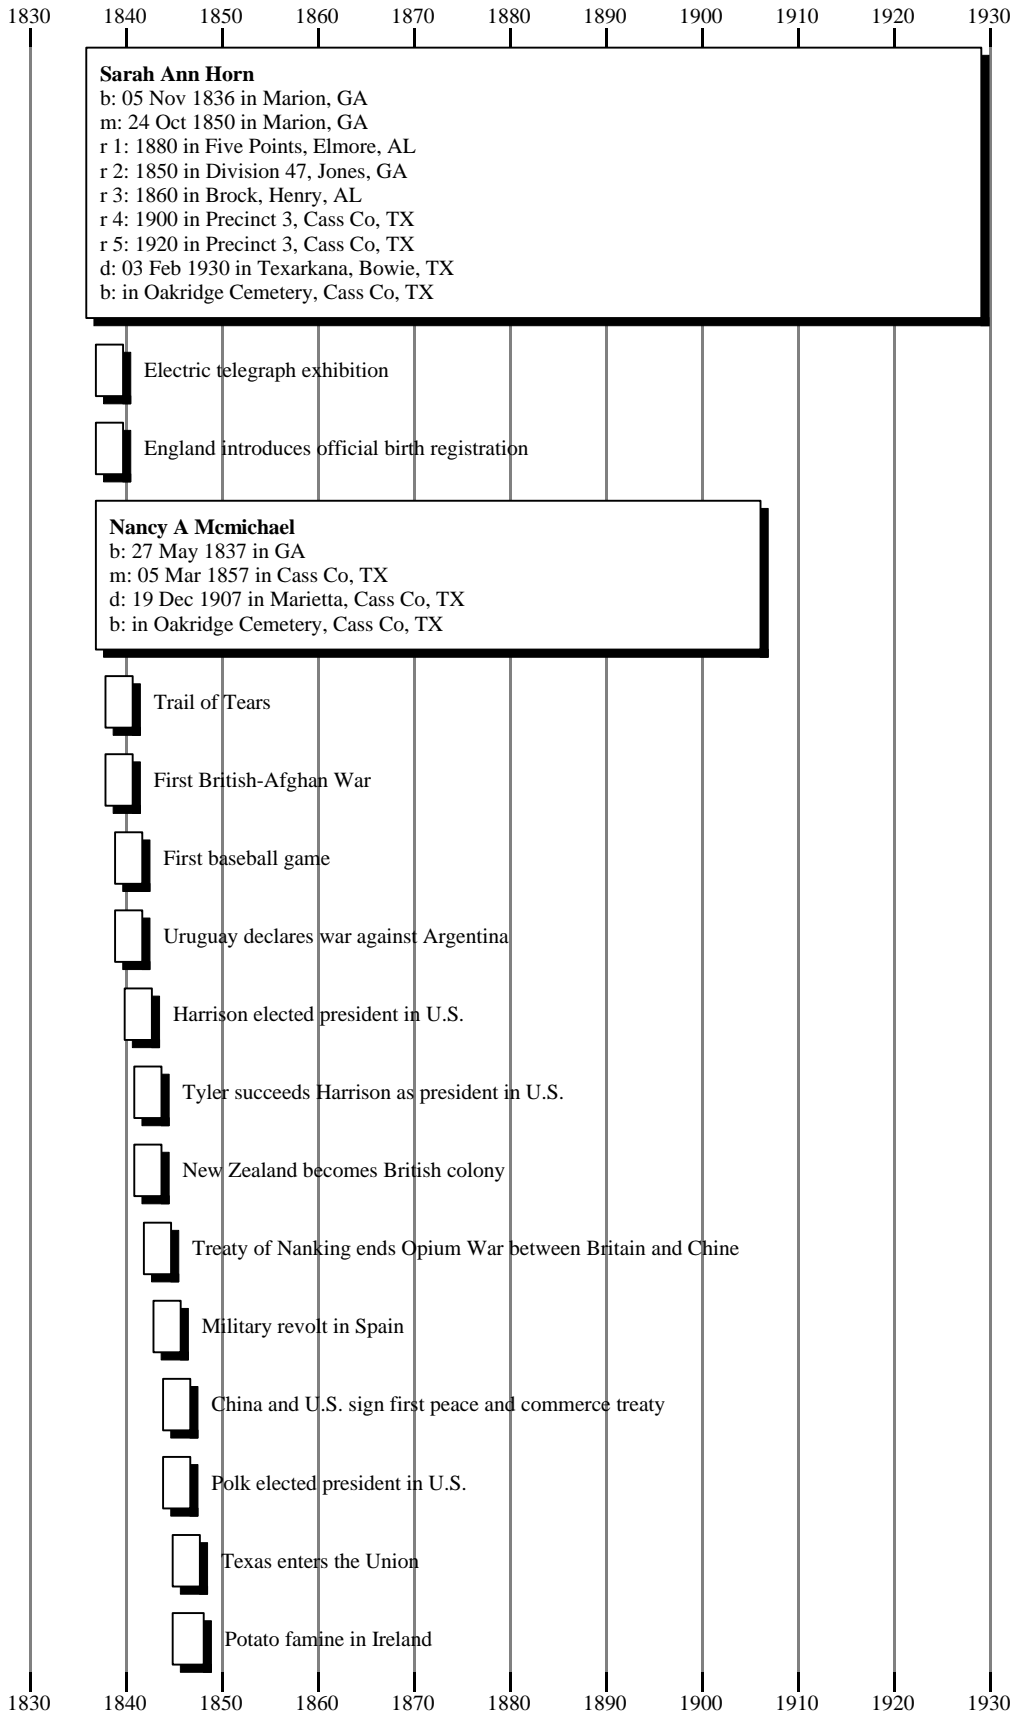 1830 1840 1850 1860 1870 1880 1890 1900 1910 1920 1930
Sarah Ann Horn
b: 05 Nov 1836 in Marion, GA
m: 24 Oct 1850 in Marion, GA
r 1: 1880 in Five Points, Elmore, AL
r 2: 1850 in Division 47, Jones, GA
r 3: 1860 in Brock, Henry, AL
r 4: 1900 in Precinct 3, Cass Co, TX
r 5: 1920 in Precinct 3, Cass Co, TX
d: 03 Feb 1930 in Texarkana, Bowie, TX
b: in Oakridge Cemetery, Cass Co, TX
Electric telegraph exhibition
England introduces official birth registration
Nancy A Mcmichael
b: 27 May 1837 in GA
m: 05 Mar 1857 in Cass Co, TX
d: 19 Dec 1907 in Marietta, Cass Co, TX
b: in Oakridge Cemetery, Cass Co, TX
Trail of Tears
First British-Afghan War
First baseball game
Uruguay declares war against Argentina
Harrison elected president in U.S.
Tyler succeeds Harrison as president in U.S.
New Zealand becomes British colony
Treaty of Nanking ends Opium War between Britain and Chine
Military revolt in Spain
China and U.S. sign first peace and commerce treaty
Polk elected president in U.S.
Texas enters the Union
Potato famine in Ireland
1830 1840 1850 1860 1870 1880 1890 1900 1910 1920 1930